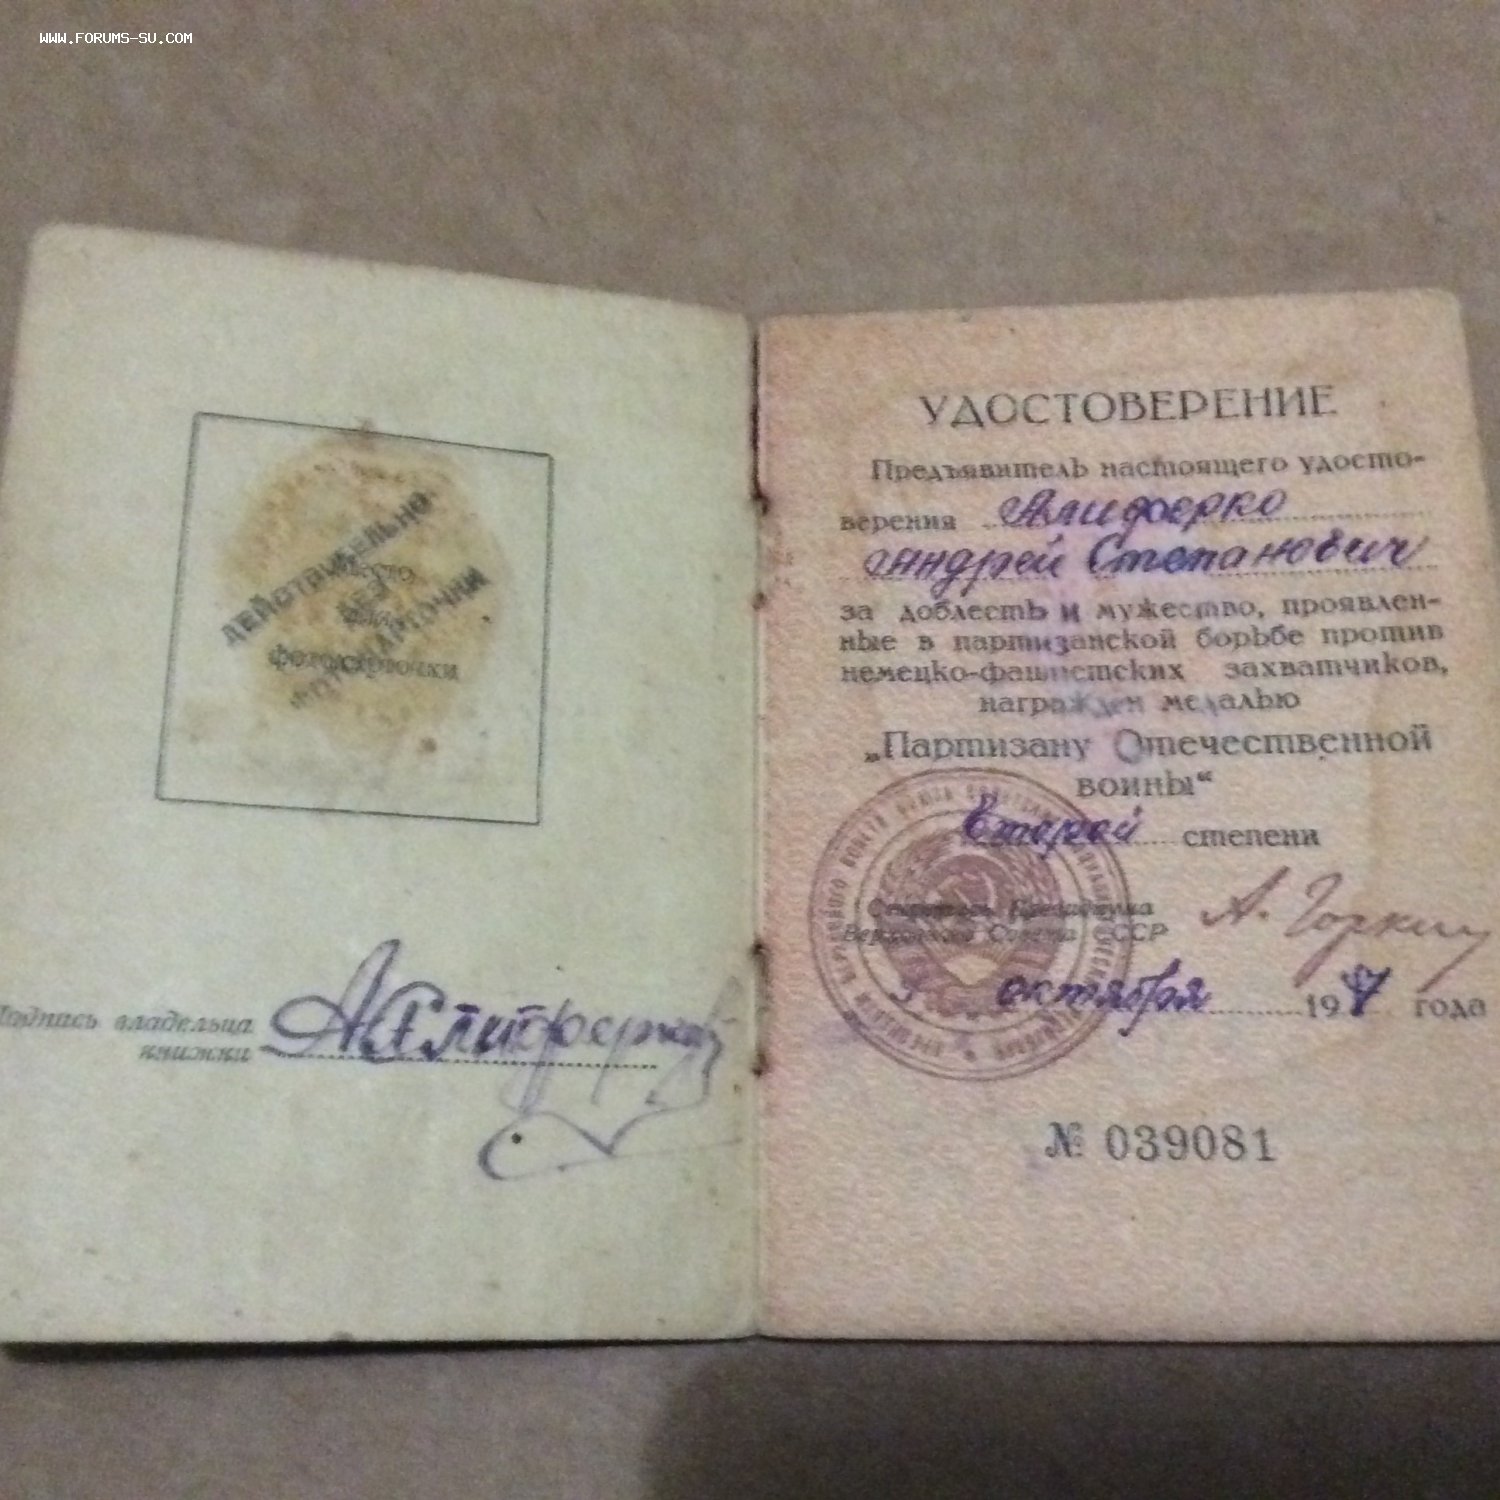 WWW.FORUMS-SU.COM
ДЕЙСТВИТЕЛЬНО
БЕЗ
ФОТОКАРТОЧКИ
фотокарточки
Подпись владельца
книжки
УДОСТОВЕРЕНИЕ
Предъявитель настоящего удосто-
верения Алиферко
Андрей Степанович
за доблесть и мужество, проявлен-
ные в партизанской борьбе против
немецко-фашистских захватчиков,
награжден медалью
„Партизану Отечественной
войны“
Второй степени
Секретарь Президиума
Верховного Совета СССР А. Горкин
октября 1947 года
№ 039081